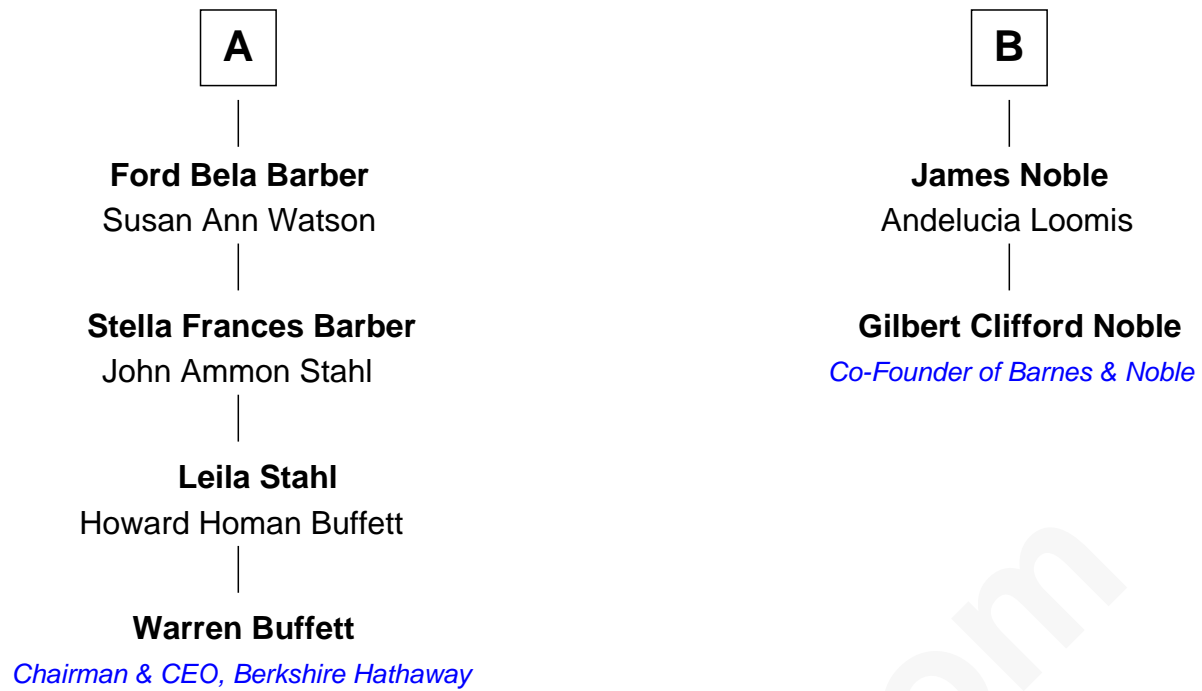 A
Ford Bela Barber
Susan Ann Watson
Stella Frances Barber
John Ammon Stahl
Leila Stahl
Howard Homan Buffett
Warren Buffett
Chairman & CEO, Berkshire Hathaway
B
James Noble
Andelucia Loomis
Gilbert Clifford Noble
Co-Founder of Barnes & Noble
om